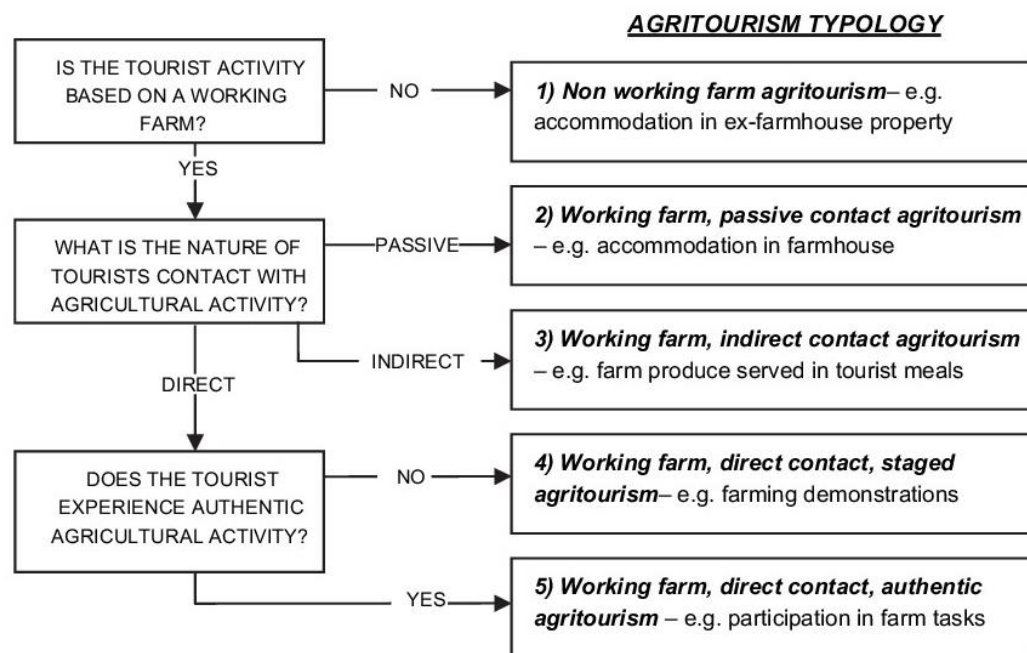 AGRITOURISM TYPOLOGY
IS THE TOURIST ACTIVITY
BASED ON A WORKING
FARM?
NO
1) Non working farm agritourism– e.g.
accommodation in ex-farmhouse property
YES
WHAT IS THE NATURE OF
TOURISTS CONTACT WITH
AGRICULTURAL ACTIVITY?
PASSIVE
2) Working farm, passive contact agritourism
– e.g. accommodation in farmhouse
INDIRECT
3) Working farm, indirect contact agritourism
– e.g. farm produce served in tourist meals
DIRECT
DOES THE TOURIST
EXPERIENCE AUTHENTIC
AGRICULTURAL ACTIVITY?
NO
4) Working farm, direct contact, staged
agritourism– e.g. farming demonstrations
YES
5) Working farm, direct contact, authentic
agritourism – e.g. participation in farm tasks